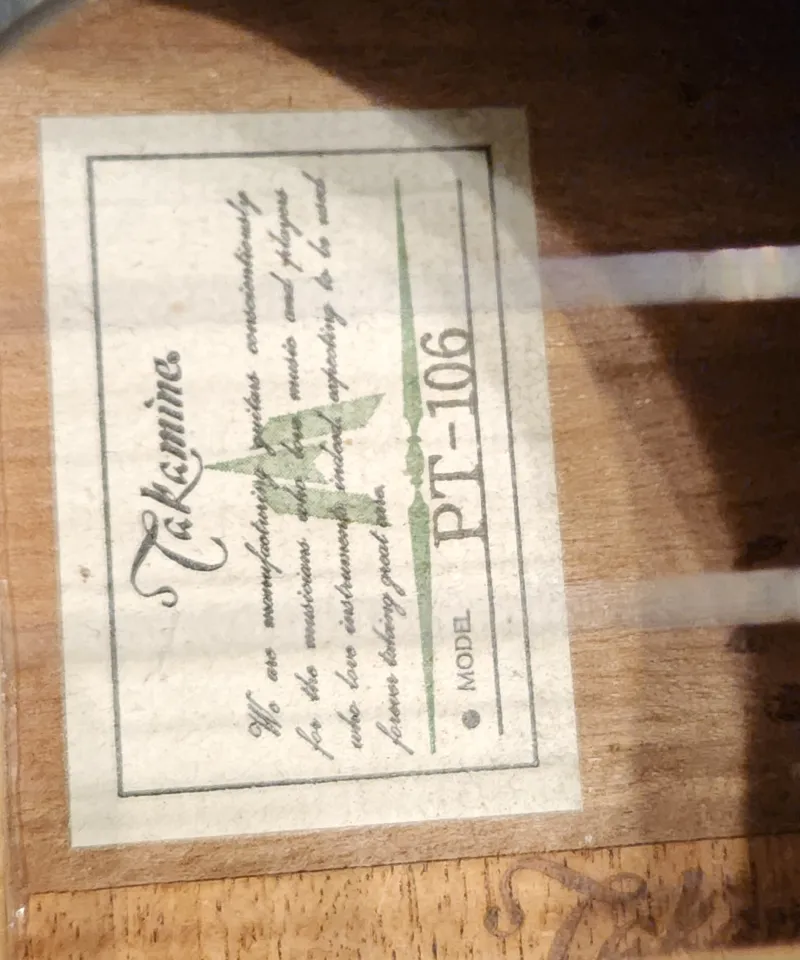 Takamine
We are manufacturing guitars conscientiously
for the musicians who love music and players
who love instruments indeed expecting to be used
forever taking great
MODEL PT-106
Tak